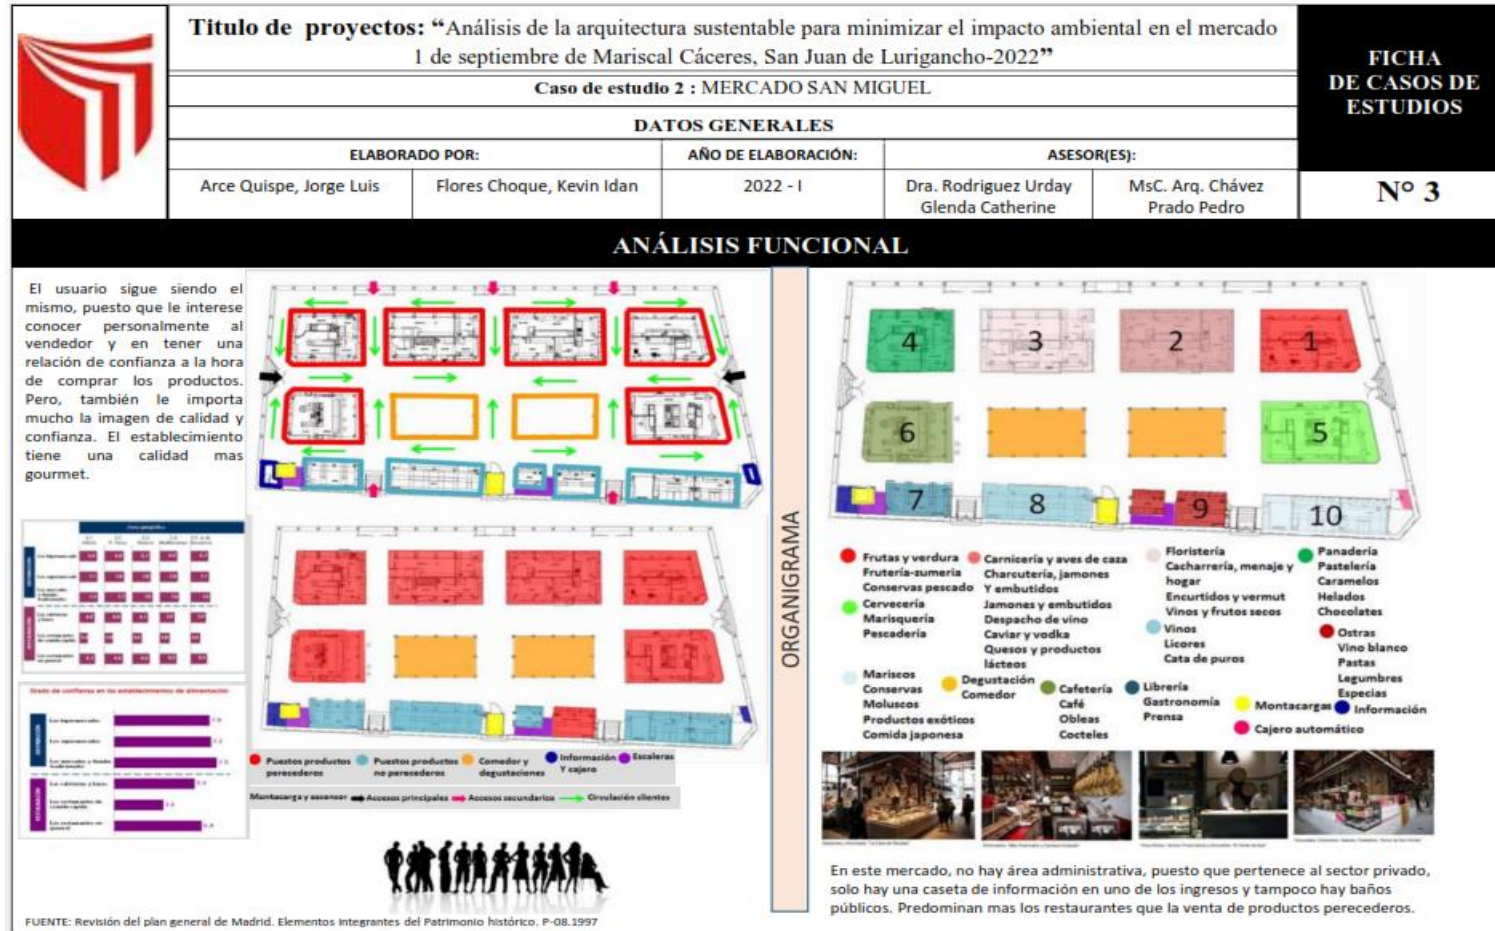 Titulo de proyectos: “Análisis de la arquitectura sustentable para minimizar el impacto ambiental en el mercado
1 de septiembre de Mariscal Cáceres, San Juan de Lurigancho-2022”
Caso de estudio 2 : MERCADO SAN MIGUEL
DATOS GENERALES
ELABORADO POR:
AÑO DE ELABORACIÓN:
ASESOR(ES):
Arce Quispe, Jorge Luis
Flores Choque, Kevin Idan
2022 - I
Dra. Rodriguez Urday
Glenda Catherine
MsC. Arq. Chávez
Prado Pedro
FICHA
DE CASOS DE
ESTUDIOS
N° 3
ANÁLISIS FUNCIONAL
El usuario sigue siendo el
mismo, puesto que le interese
conocer personalmente al
vendedor y en tener una
relación de confianza a la hora
de comprar los productos.
Pero, también le importa
mucho la imagen de calidad y
confianza. El establecimiento
tiene una calidad mas
gourmet.
Grado de confianza en los establecimientos de alimentación
Puestos productos
perecederos
Puestos productos
no perecederos
Comedor y
degustaciones
Información
Y cajero
Escaleras
Montacarga y ascensor
Accesos principales
Accesos secundarios
Circulación clientes
FUENTE: Revisión del plan general de Madrid. Elementos integrantes del Patrimonio histórico. P-08.1997
ORGANIGRAMA
4
3
2
1
6
5
7
8
9
10
Frutas y verdura
Frutería-zumeria
Conservas pescado
Cervecería
Marisquería
Pescadería
Carnicería y aves de caza
Charcutería, jamones
Y embutidos
Jamones y embutidos
Despacho de vino
Caviar y vodka
Quesos y productos
lácteos
Floristería
Cacharrería, menaje y
hogar
Encurtidos y vermut
Vinos y frutos secos
Vinos
Licores
Cata de puros
Panadería
Pastelería
Caramelos
Helados
Chocolates
Ostras
Vino blanco
Pastas
Legumbres
Especias
Mariscos
Conservas
Moluscos
Productos exóticos
Comida japonesa
Degustación
Comedor
Cafetería
Café
Obleas
Cocteles
Librería
Gastronomía
Prensa
Montacargas
Información
Cajero automático
En este mercado, no hay área administrativa, puesto que pertenece al sector privado,
solo hay una caseta de información en uno de los ingresos y tampoco hay baños
públicos. Predominan mas los restaurantes que la venta de productos perecederos.